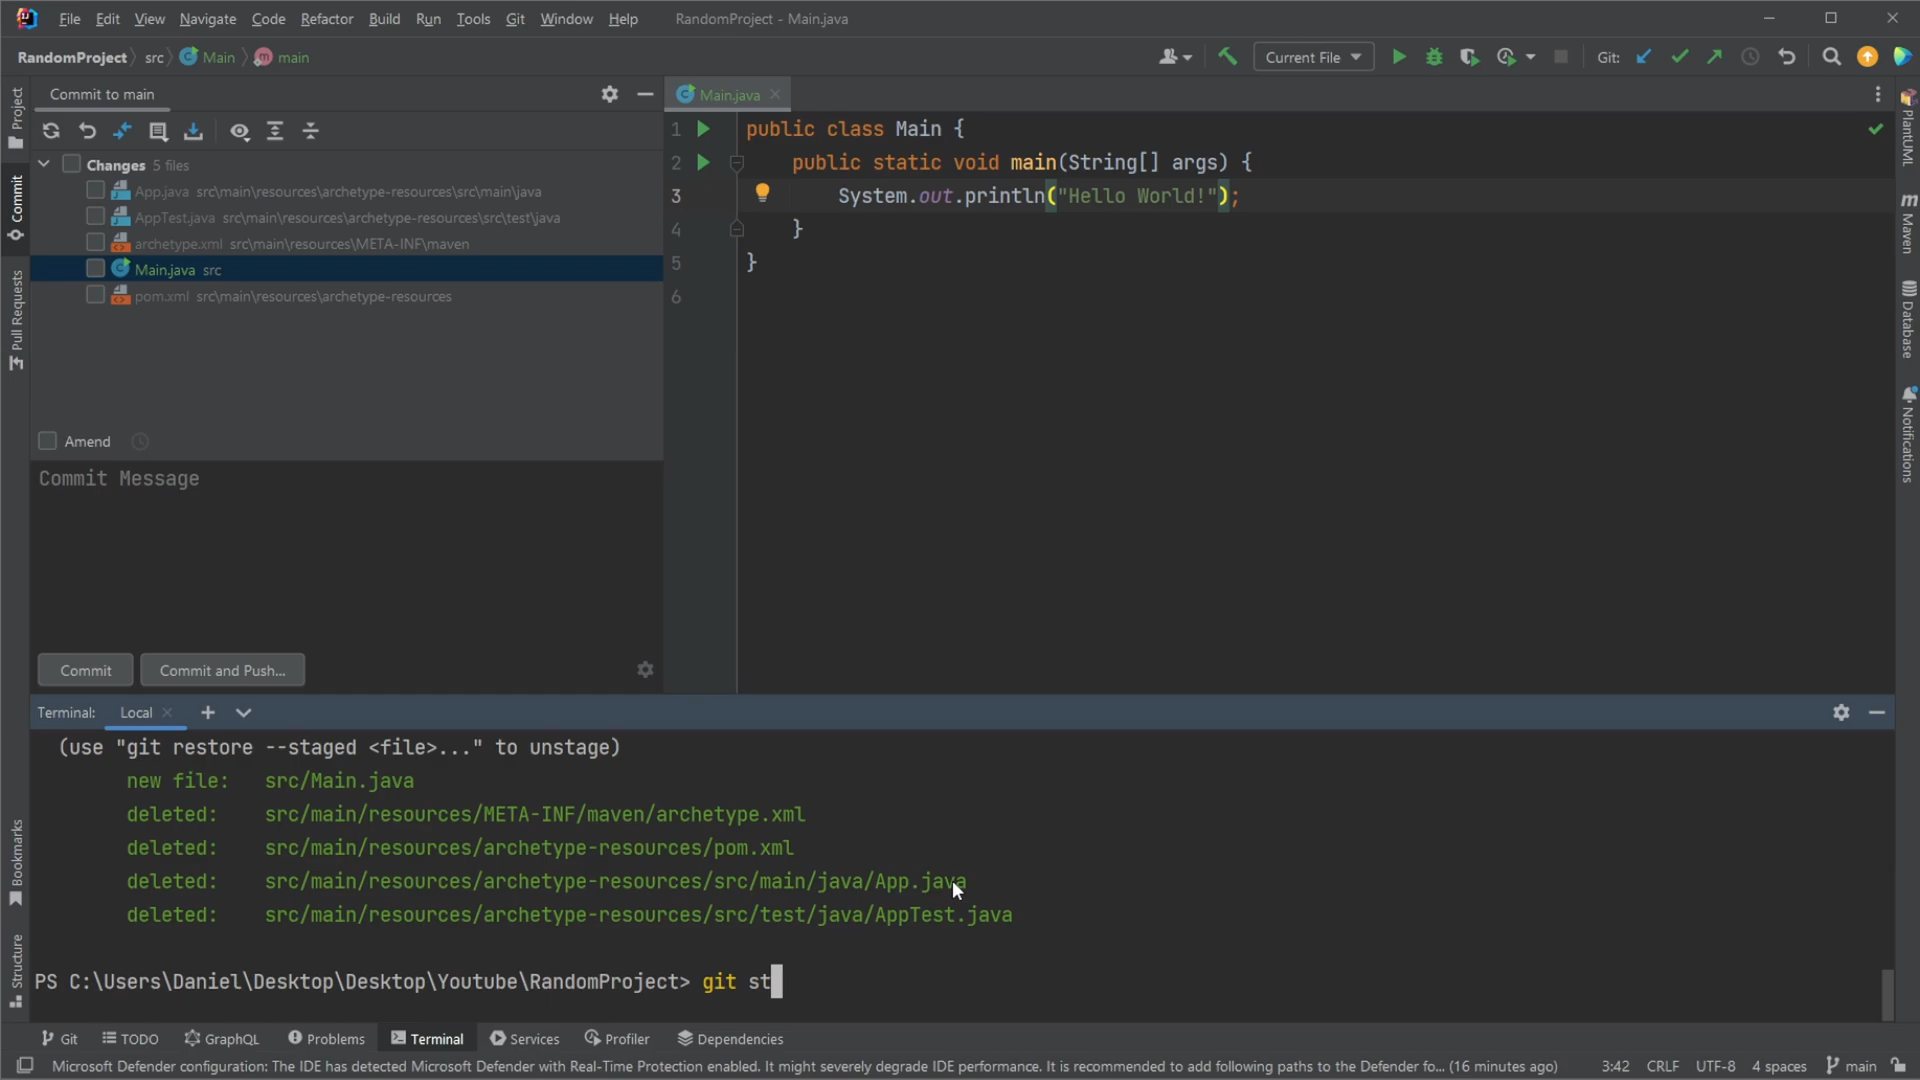 File Edit View Navigate Code Refactor Build Run Tools Git Window Help RandomProject - Main.java
RandomProject src Main main
Current File
Git:
Project
Commit
Pull Requests
Bookmarks
Structure
Commit to main
Changes 5 files
App.java src\main\resources\archetype-resources\src\main\java
AppTest.java src\main\resources\archetype-resources\src\test\java
archetype.xml src\main\resources\META-INF\maven
Main.java src
pom.xml src\main\resources\archetype-resources
Amend
Commit Message
Commit Commit and Push...
Main.java
1 public class Main {
2 public static void main(String[] args) {
3 System.out.println("Hello World!");
4 }
5 }
6
PlantUML
m Maven
Database
Notifications
Terminal: Local
(use "git restore --staged <file>..." to unstage)
new file: src/Main.java
deleted: src/main/resources/META-INF/maven/archetype.xml
deleted: src/main/resources/archetype-resources/pom.xml
deleted: src/main/resources/archetype-resources/src/main/java/App.java
deleted: src/main/resources/archetype-resources/src/test/java/AppTest.java
PS C:\Users\Daniel\Desktop\Desktop\Youtube\RandomProject> git st
Git TODO GraphQL Problems Terminal Services Profiler Dependencies
Microsoft Defender configuration: The IDE has detected Microsoft Defender with Real-Time Protection enabled. It might severely degrade IDE performance. It is recommended to add following paths to the Defender fo... (16 minutes ago) 3:42 CRLF UTF-8 4 spaces main